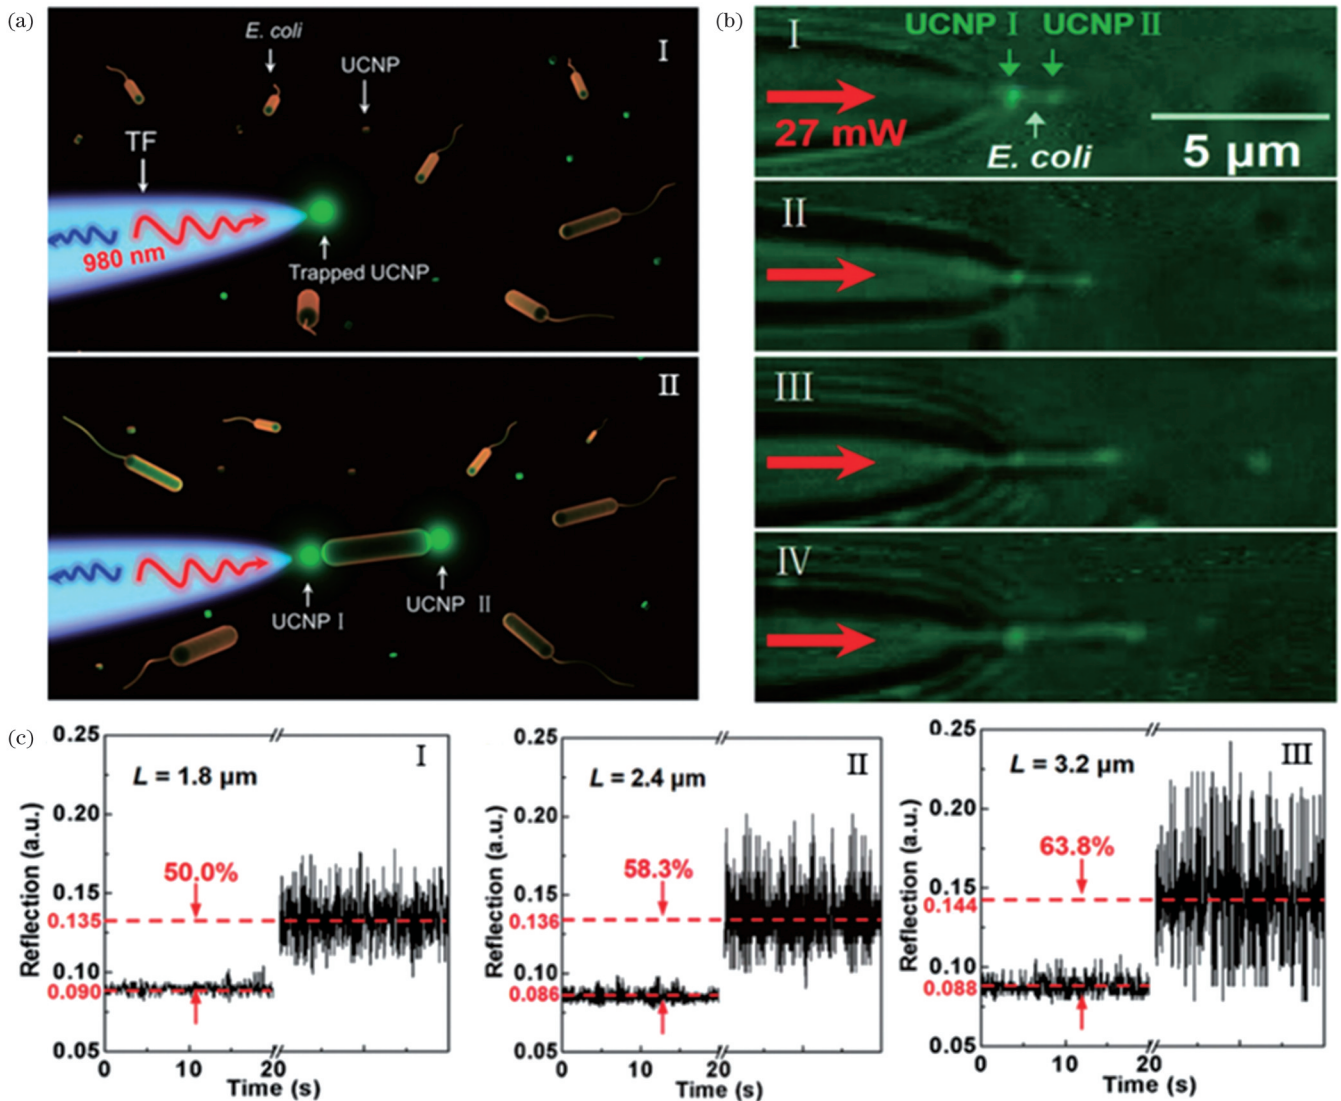 (a)
E. coli
UCNP
I
TF
980 nm
Trapped UCNP
II
UCNP I
UCNP II
(b)
I
UCNP I
UCNP II
27 mW
E. coli
5 μm
II
III
IV
(c)
0.25
0.20
0.15
0.135
0.10
0.090
0.05
Reflection (a.u.)
L = 1.8 μm
I
50.0%
0
10
20
Time (s)
0.25
0.20
0.15
0.136
0.10
0.086
0.05
Reflection (a.u.)
L = 2.4 μm
II
58.3%
0
10
20
Time (s)
0.25
0.20
0.15
0.144
0.10
0.088
0.05
Reflection (a.u.)
L = 3.2 μm
III
63.8%
0
10
20
Time (s)